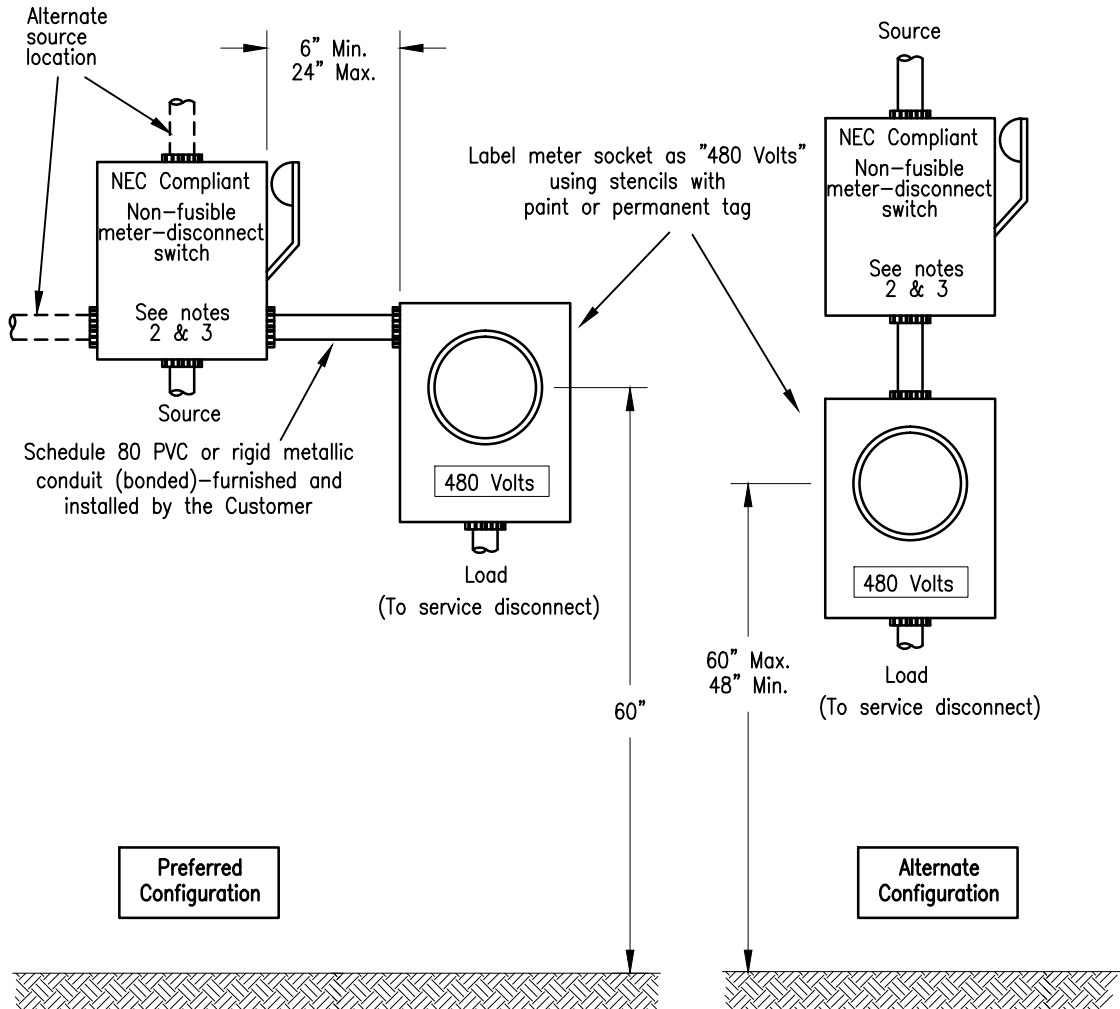 Alternate
source
location
6" Min.
24" Max.
NEC Compliant
Non-fusible
meter-disconnect
switch
See notes
2 & 3
Source
Schedule 80 PVC or rigid metallic
conduit (bonded)-furnished and
installed by the Customer
480 Volts
Load
(To service disconnect)
60"
Preferred
Configuration
Label meter socket as "480 Volts"
using stencils with
paint or permanent tag
Source
NEC Compliant
Non-fusible
meter-disconnect
switch
See notes
2 & 3
480 Volts
Load
(To service disconnect)
60" Max.
48" Min.
Alternate
Configuration